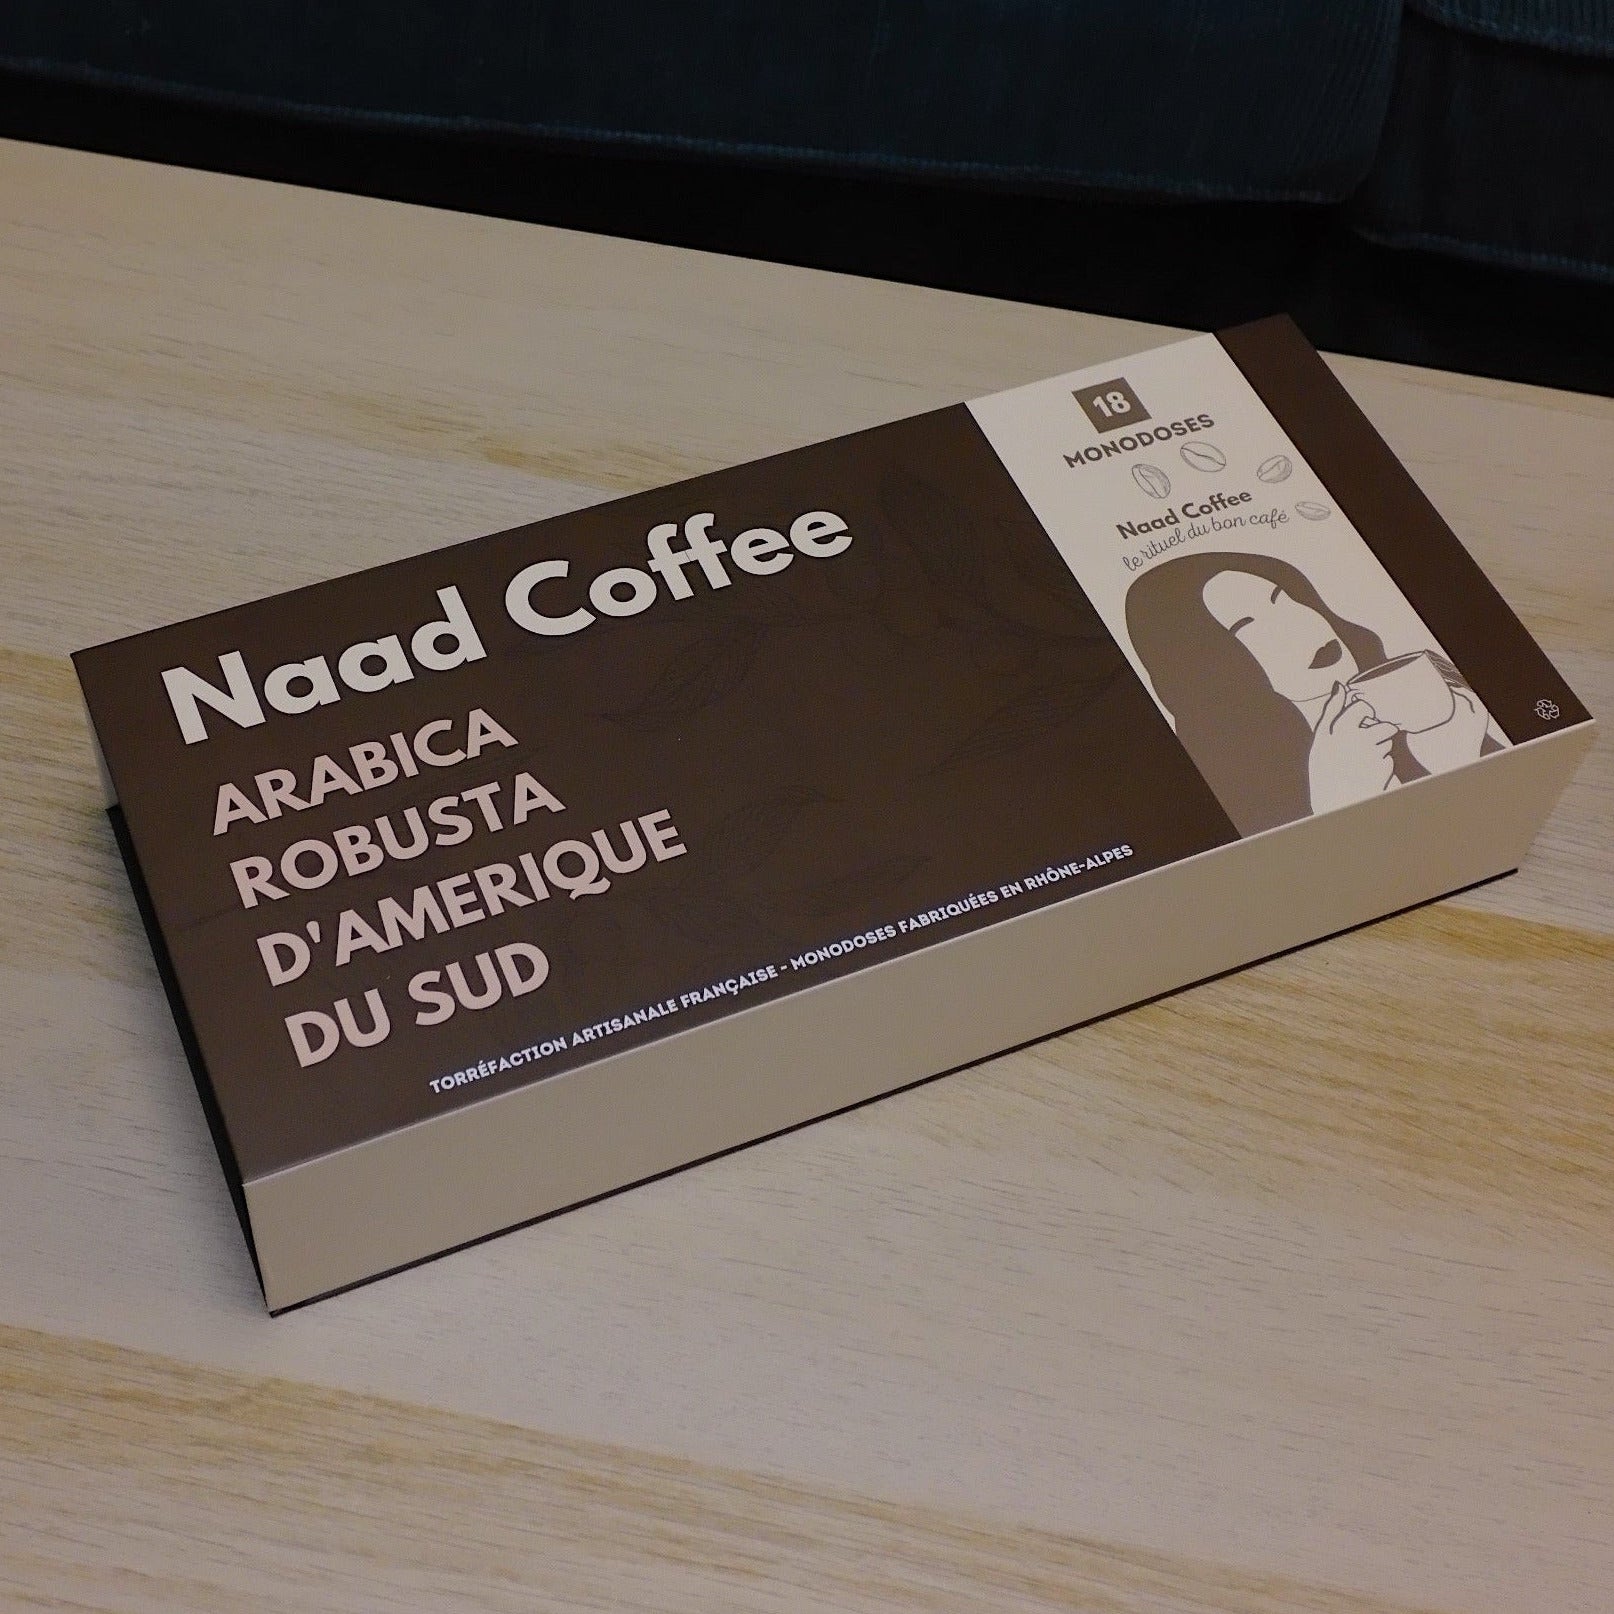 Naad Coffee
ARABICA
ROBUSTA
D'AMERIQUE
DU SUD
TORRÉFACTION ARTISANALE FRANÇAISE - MONODOSES FABRIQUÉES EN RHÔNE-ALPES
18
MONODOSES
Naad Coffee
le rituel du bon café